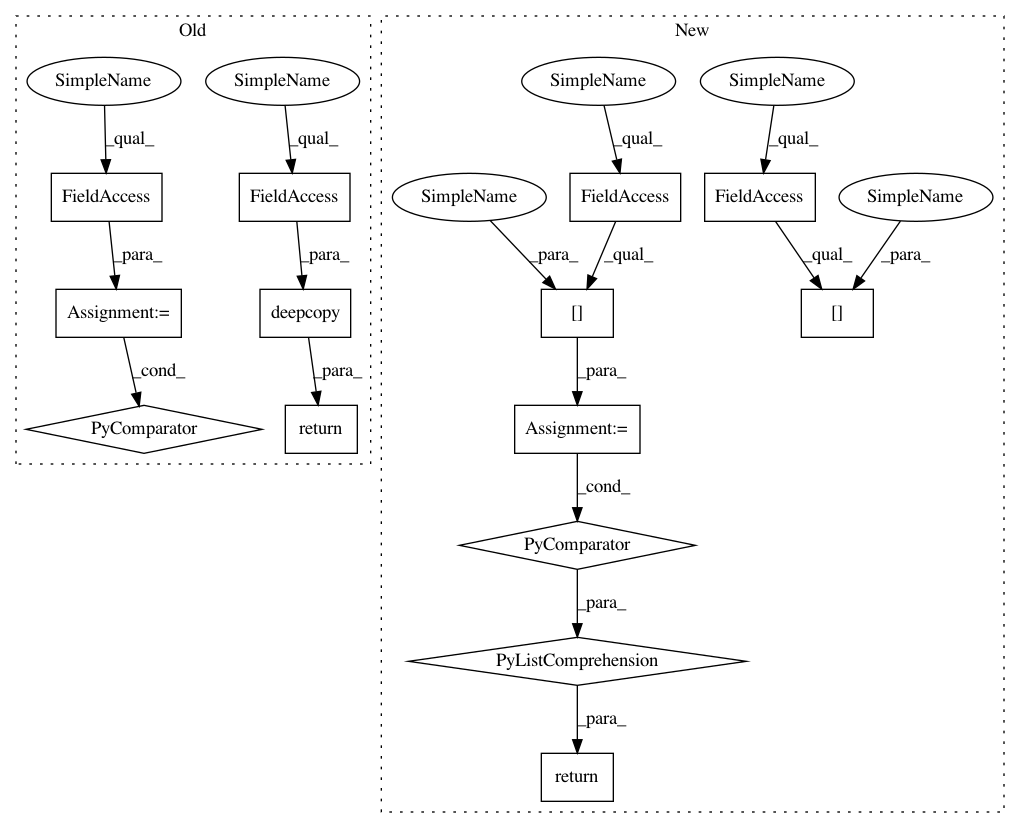 Old
New
SimpleName
SimpleName
SimpleName
SimpleName
_qual_
_qual_
_qual_
_qual_
FieldAccess
FieldAccess
SimpleName
FieldAccess
FieldAccess
SimpleName
_para_
_para_
_para_
_qual_
_qual_
_para_
Assignment:=
deepcopy
[]
[]
_cond_
_para_
_para_
PyComparator
return
Assignment:=
_cond_
PyComparator
_para_
PyListComprehension
_para_
return